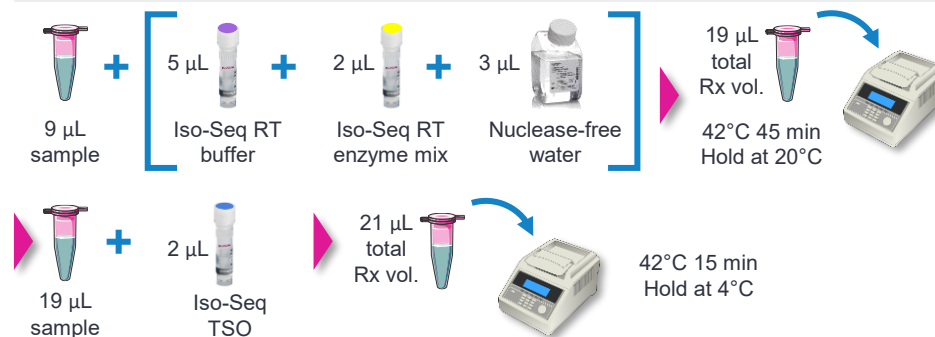 9 µL
sample
5 µL
Iso-Seq RT
buffer
2 µL
Iso-Seq RT
enzyme mix
3 µL
Nuclease-free
water
19 µL
total
Rx vol.
42°C 45 min
Hold at 20°C
19 µL
sample
2 µL
Iso-Seq
TSO
21 µL
total
Rx vol.
42°C 15 min
Hold at 4°C